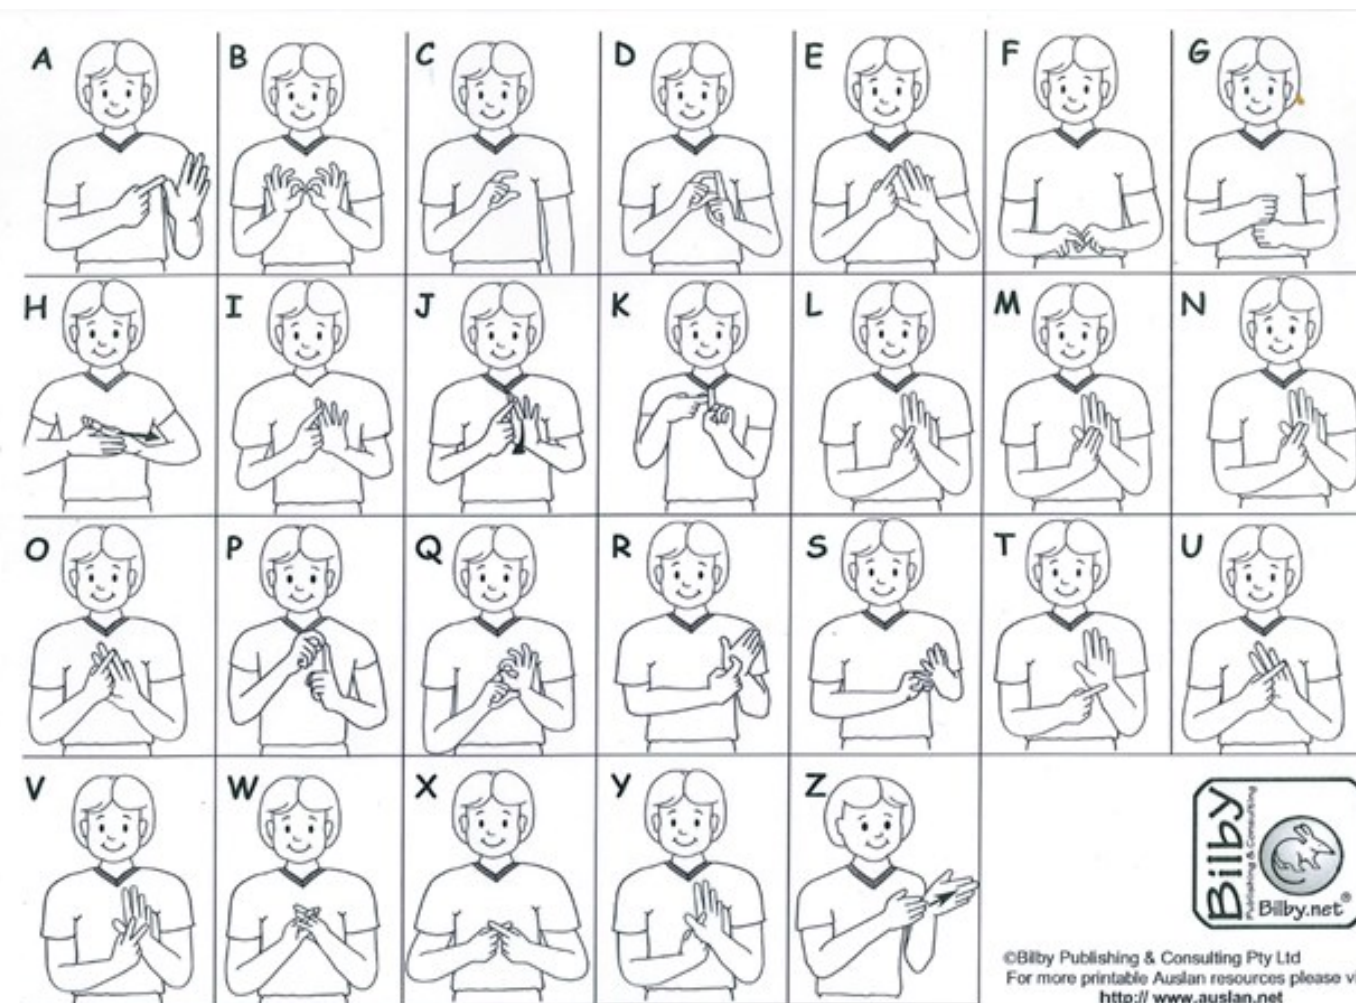 A B C D E F G
H I J K L M N
O P Q R S T U
V W X Y Z
Bilby
Publishing & Consulting
Bilby.net®
©Bilby Publishing & Consulting Pty Ltd
For more printable Auslan resources please
http:// www.auslan.net